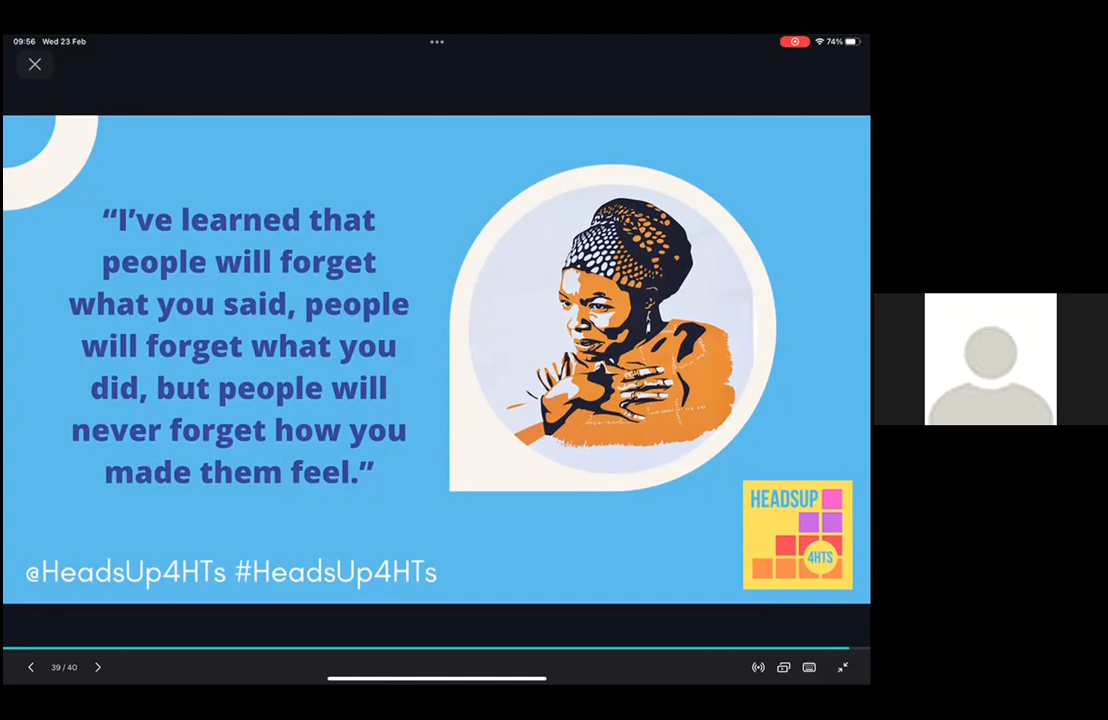 09:56 Wed 23 Feb
74%
“I’ve learned that
people will forget
what you said, people
will forget what you
did, but people will
never forget how you
made them feel.”
HEADSUP
4HTS
@HeadsUp4HTs #HeadsUp4HTs
39 / 40